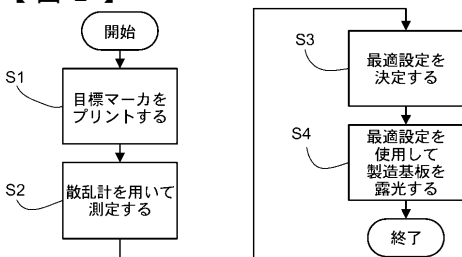 開始
S1
目標マーカを
プリントする
S2
散乱計を用いて
測定する
S3
最適設定を
決定する
S4
最適設定を
使用して
製造基板を
露光する
終了